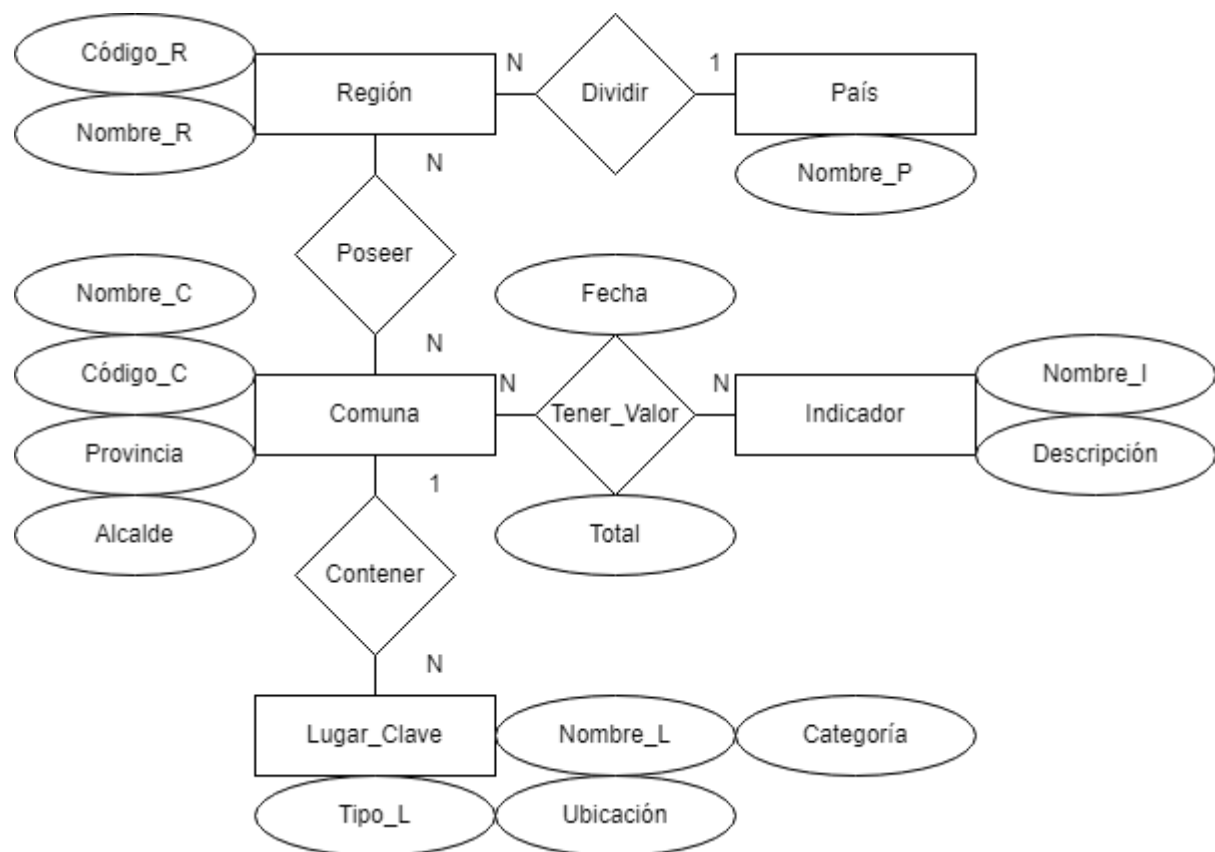 Código_R
Nombre_R
Región
N
Dividir
1
País
Nombre_P
N
Poseer
N
Nombre_C
Código_C
Provincia
Alcalde
Comuna
N
Fecha
Tener_Valor
Total
N
Indicador
Nombre_I
Descripción
1
Contener
N
Lugar_Clave
Nombre_L
Categoría
Tipo_L
Ubicación